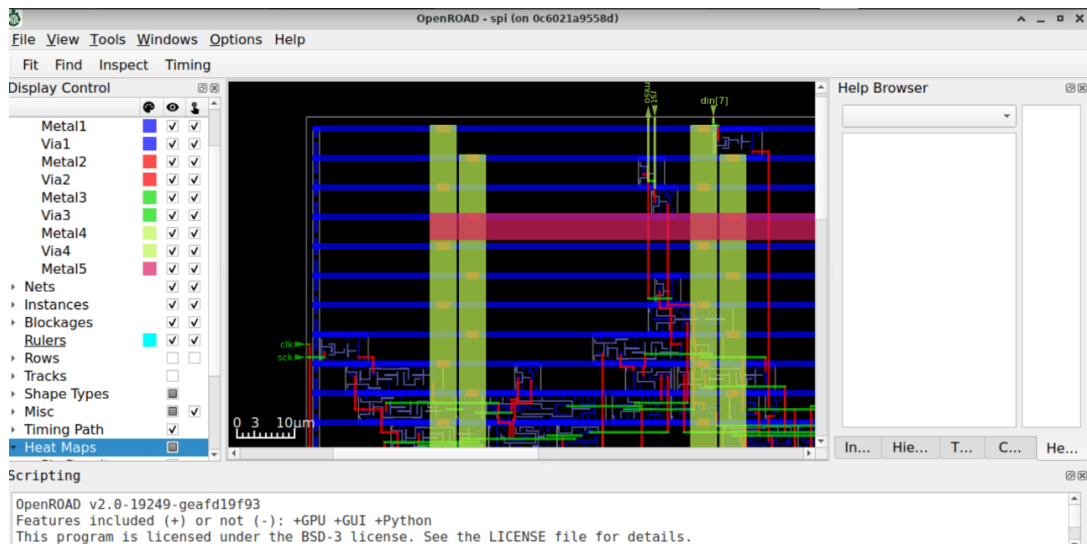 OpenROAD - spi (on 0c6021a9558d)
File View Tools Windows Options Help
Fit Find Inspect Timing
Display Control
Metal1
Via1
Metal2
Via2
Metal3
Via3
Metal4
Via4
Metal5
Nets
Instances
Blockages
Rulers
Rows
Tracks
Shape Types
Misc
Timing Path
Heat Maps
miso
rst
din[7]
clk
sck
0 3 10μm
Help Browser
In... Hie... T... C... He...
Scripting
OpenROAD v2.0-19249-geafd19f93
Features included (+) or not (-): +GPU +GUI +Python
This program is licensed under the BSD-3 license. See the LICENSE file for details.